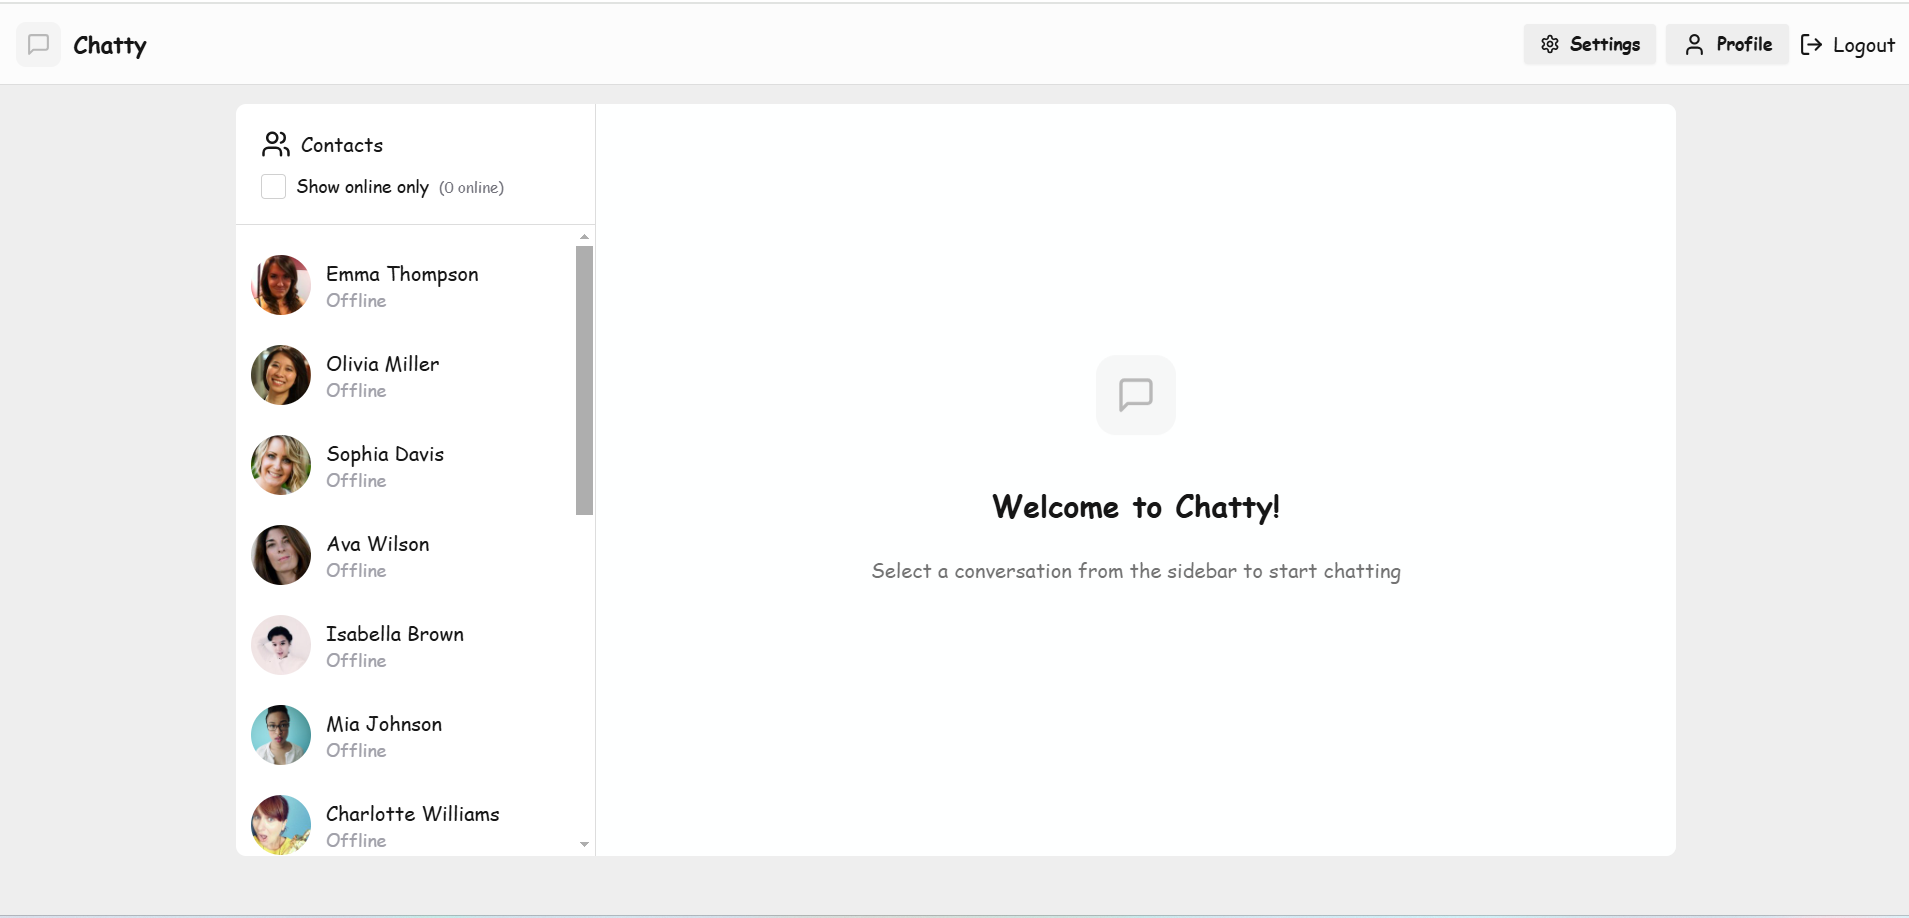 Chatty
Settings
Profile
Logout
Contacts
Show online only (0 online)
Emma Thompson
Offline
Olivia Miller
Offline
Sophia Davis
Offline
Ava Wilson
Offline
Isabella Brown
Offline
Mia Johnson
Offline
Charlotte Williams
Offline
Welcome to Chatty!
Select a conversation from the sidebar to start chatting